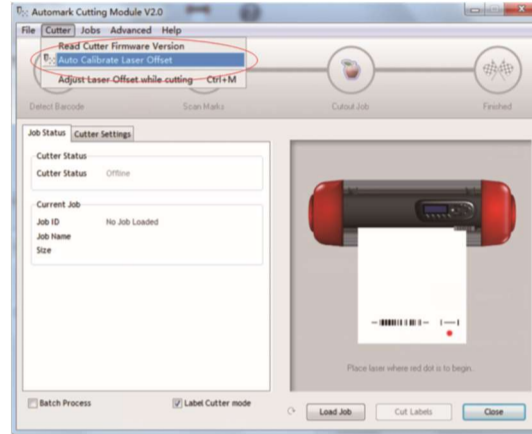 Automark Cutting Module V2.0
File Cutter Jobs Advanced Help
Read Cutter Firmware Version
Auto Calibrate Laser Offset
Adjust Laser Offset while cutting Ctrl+M
Detect Barcode Scan Marks Cutout Job Finished
Job Status Cutter Settings
Cutter Status
Cutter Status Offline
Current Job
Job ID No Job Loaded
Job Name
Size
Place laser where red dot is to begin..
Batch Process Label Cutter mode Load Job Cut Labels Close